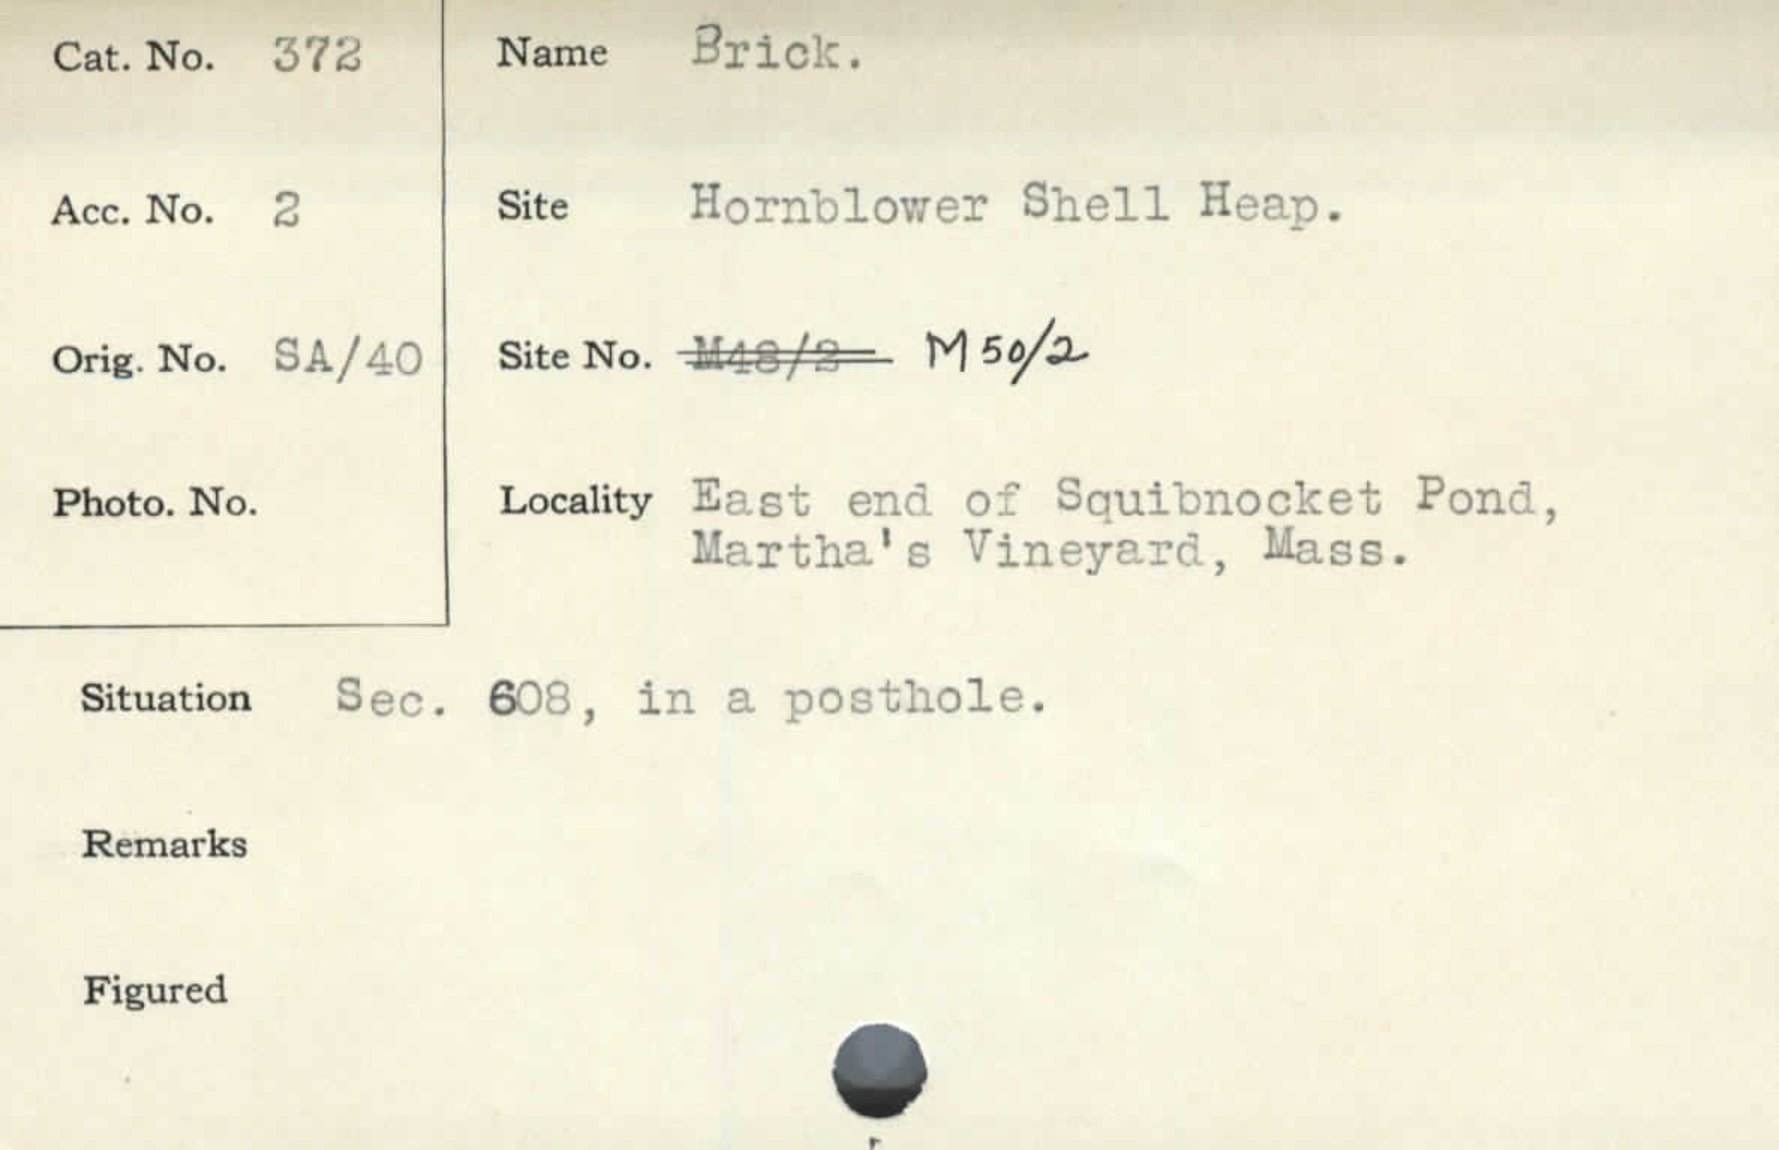 Cat. No. 372 Name Brick.
Acc. No. 2 Site Hornblower Shell Heap.
Orig. No. SA/40 Site No. M48/2 M50/2
Photo. No. Locality East end of Squibnocket Pond,
Martha's Vineyard, Mass.
Situation Sec. 608, in a posthole.
Remarks
Figured